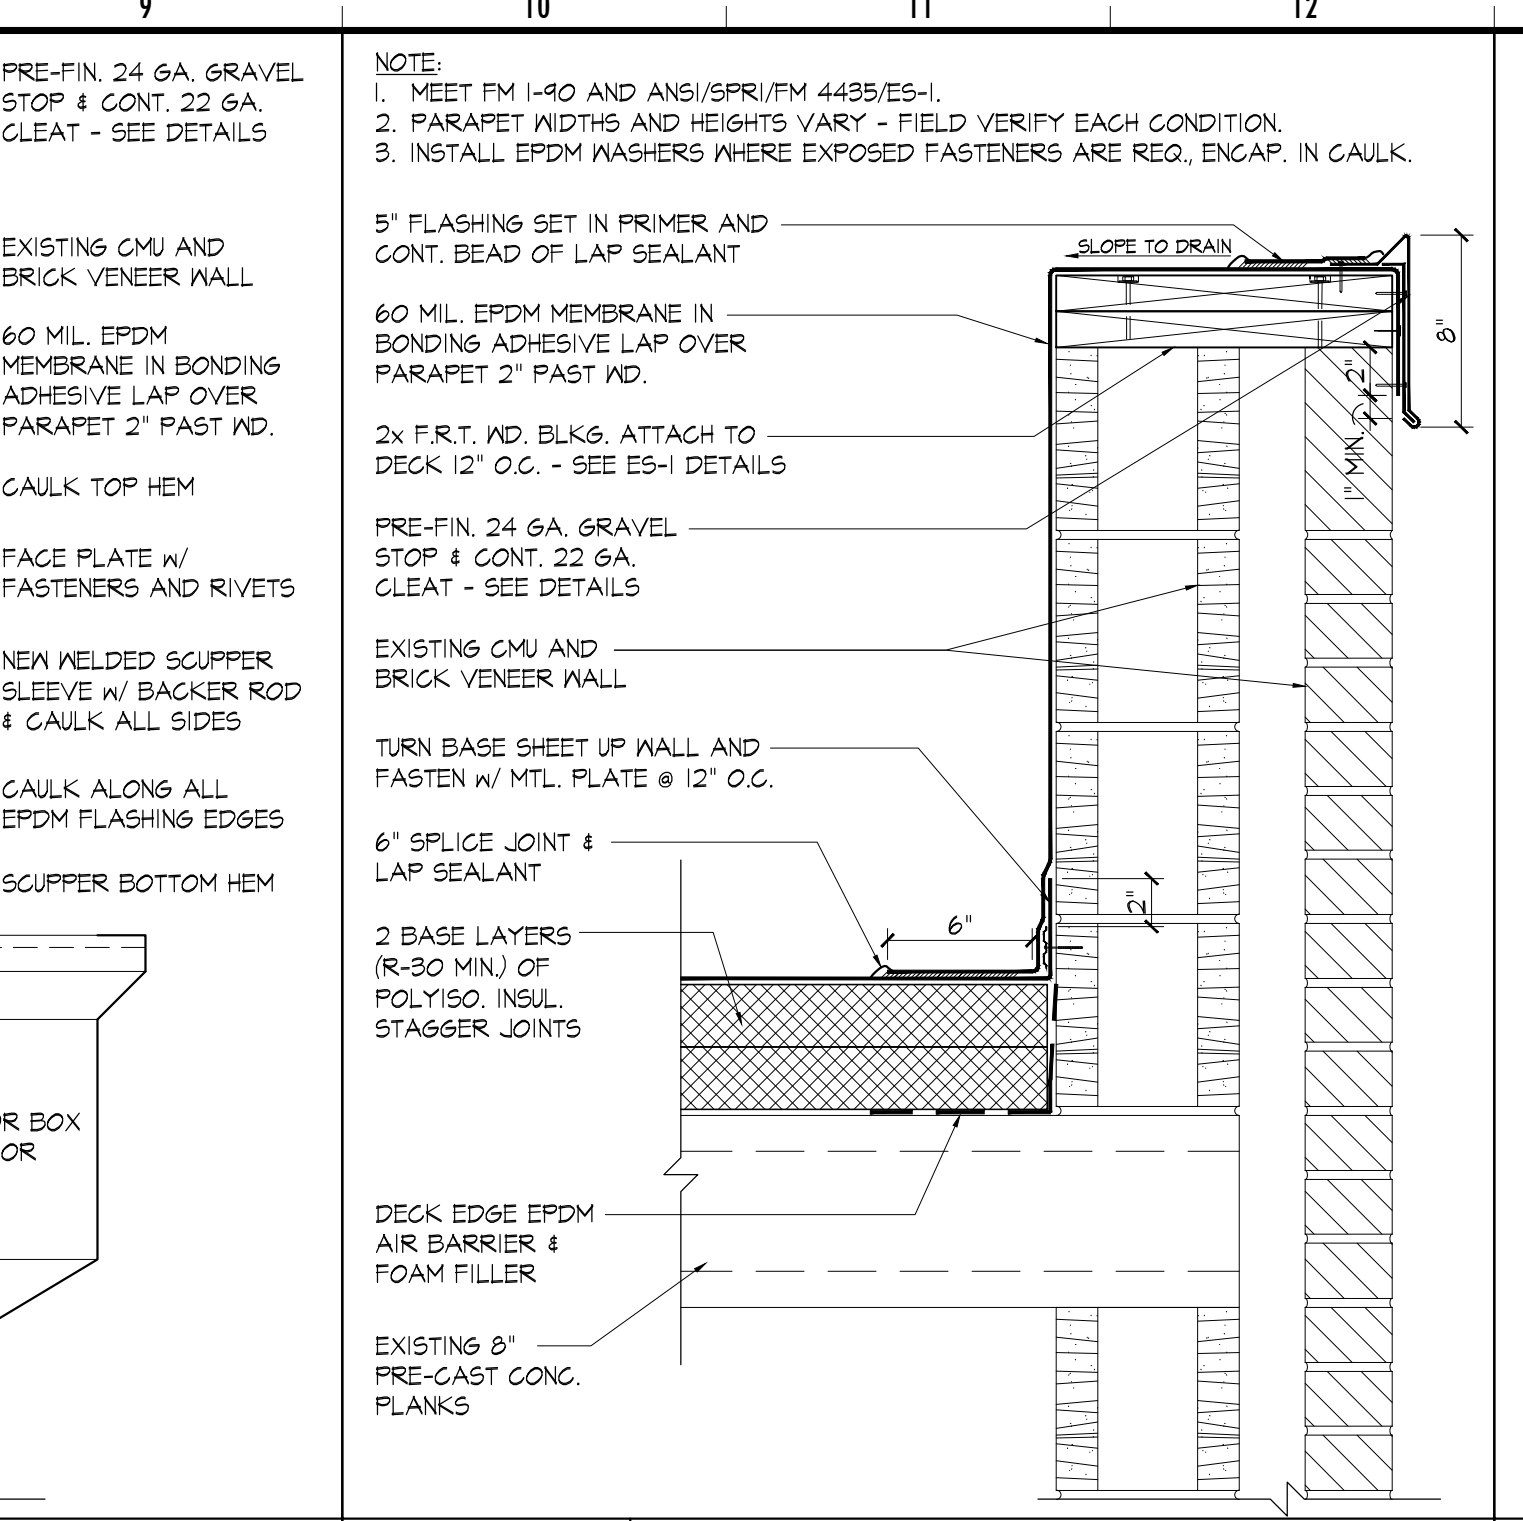 9
10
11
12
PRE-FIN. 24 GA. GRAVEL
STOP & CONT. 22 GA.
CLEAT - SEE DETAILS
EXISTING CMU AND
BRICK VENEER WALL
60 MIL. EPDM
MEMBRANE IN BONDING
ADHESIVE LAP OVER
PARAPET 2" PAST WD.
CAULK TOP HEM
FACE PLATE w/
FASTENERS AND RIVETS
NEW WELDED SCUPPER
SLEEVE w/ BACKER ROD
& CAULK ALL SIDES
CAULK ALONG ALL
EPDM FLASHING EDGES
SCUPPER BOTTOM HEM
OR BOX
OR
NOTE:
1. MEET FM 1-90 AND ANSI/SPRI/FM 4435/ES-1.
2. PARAPET WIDTHS AND HEIGHTS VARY - FIELD VERIFY EACH CONDITION.
3. INSTALL EPDM WASHERS WHERE EXPOSED FASTENERS ARE REQ., ENCAP. IN CAULK.
5" FLASHING SET IN PRIMER AND
CONT. BEAD OF LAP SEALANT
SLOPE TO DRAIN
60 MIL. EPDM MEMBRANE IN
BONDING ADHESIVE LAP OVER
PARAPET 2" PAST WD.
8"
2"
1" MIN.
2x F.R.T. WD. BLKG. ATTACH TO
DECK 12" O.C. - SEE ES-1 DETAILS
PRE-FIN. 24 GA. GRAVEL
STOP & CONT. 22 GA.
CLEAT - SEE DETAILS
EXISTING CMU AND
BRICK VENEER WALL
TURN BASE SHEET UP WALL AND
FASTEN w/ MTL. PLATE @ 12" O.C.
6" SPLICE JOINT &
LAP SEALANT
2"
6"
2 BASE LAYERS
(R-30 MIN.) OF
POLYISO. INSUL.
STAGGER JOINTS
DECK EDGE EPDM
AIR BARRIER &
FOAM FILLER
EXISTING 8"
PRE-CAST CONC.
PLANKS